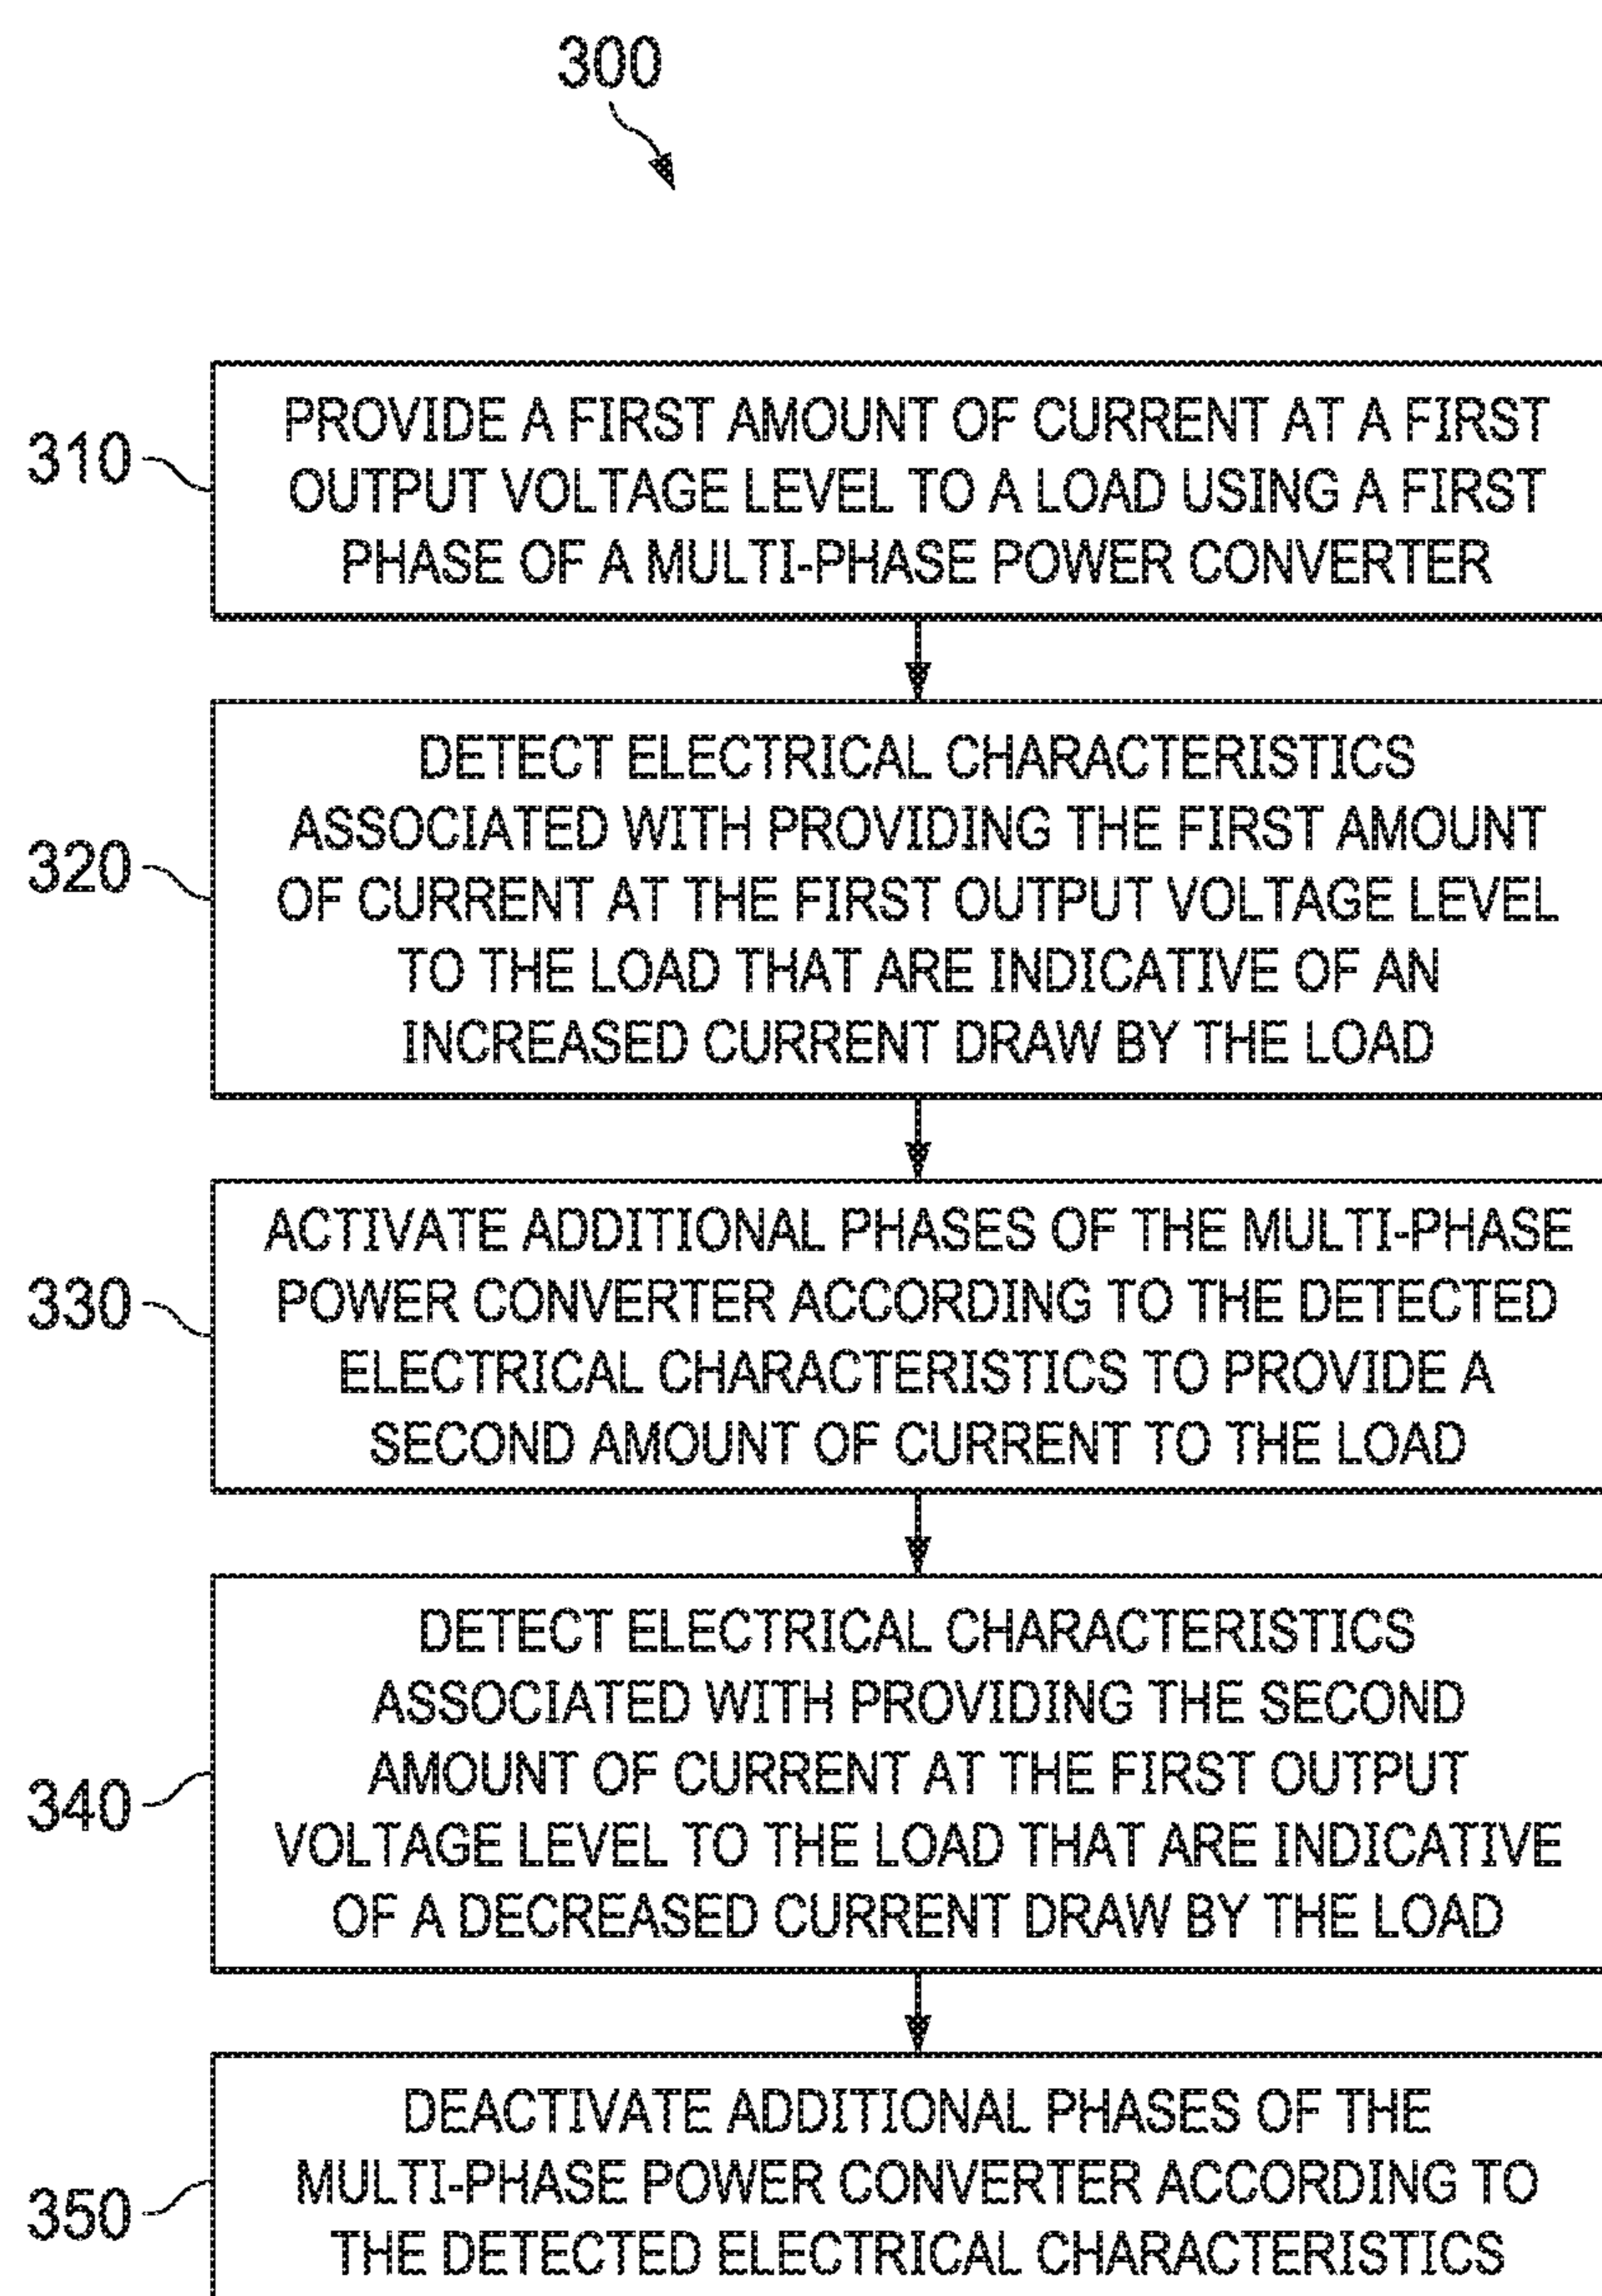 300
310
PROVIDE A FIRST AMOUNT OF CURRENT AT A FIRST
OUTPUT VOLTAGE LEVEL TO A LOAD USING A FIRST
PHASE OF A MULTI-PHASE POWER CONVERTER
320
DETECT ELECTRICAL CHARACTERISTICS
ASSOCIATED WITH PROVIDING THE FIRST AMOUNT
OF CURRENT AT THE FIRST OUTPUT VOLTAGE LEVEL
TO THE LOAD THAT ARE INDICATIVE OF AN
INCREASED CURRENT DRAW BY THE LOAD
330
ACTIVATE ADDITIONAL PHASES OF THE MULTI-PHASE
POWER CONVERTER ACCORDING TO THE DETECTED
ELECTRICAL CHARACTERISTICS TO PROVIDE A
SECOND AMOUNT OF CURRENT TO THE LOAD
340
DETECT ELECTRICAL CHARACTERISTICS
ASSOCIATED WITH PROVIDING THE SECOND
AMOUNT OF CURRENT AT THE FIRST OUTPUT
VOLTAGE LEVEL TO THE LOAD THAT ARE INDICATIVE
OF A DECREASED CURRENT DRAW BY THE LOAD
350
DEACTIVATE ADDITIONAL PHASES OF THE
MULTI-PHASE POWER CONVERTER ACCORDING TO
THE DETECTED ELECTRICAL CHARACTERISTICS